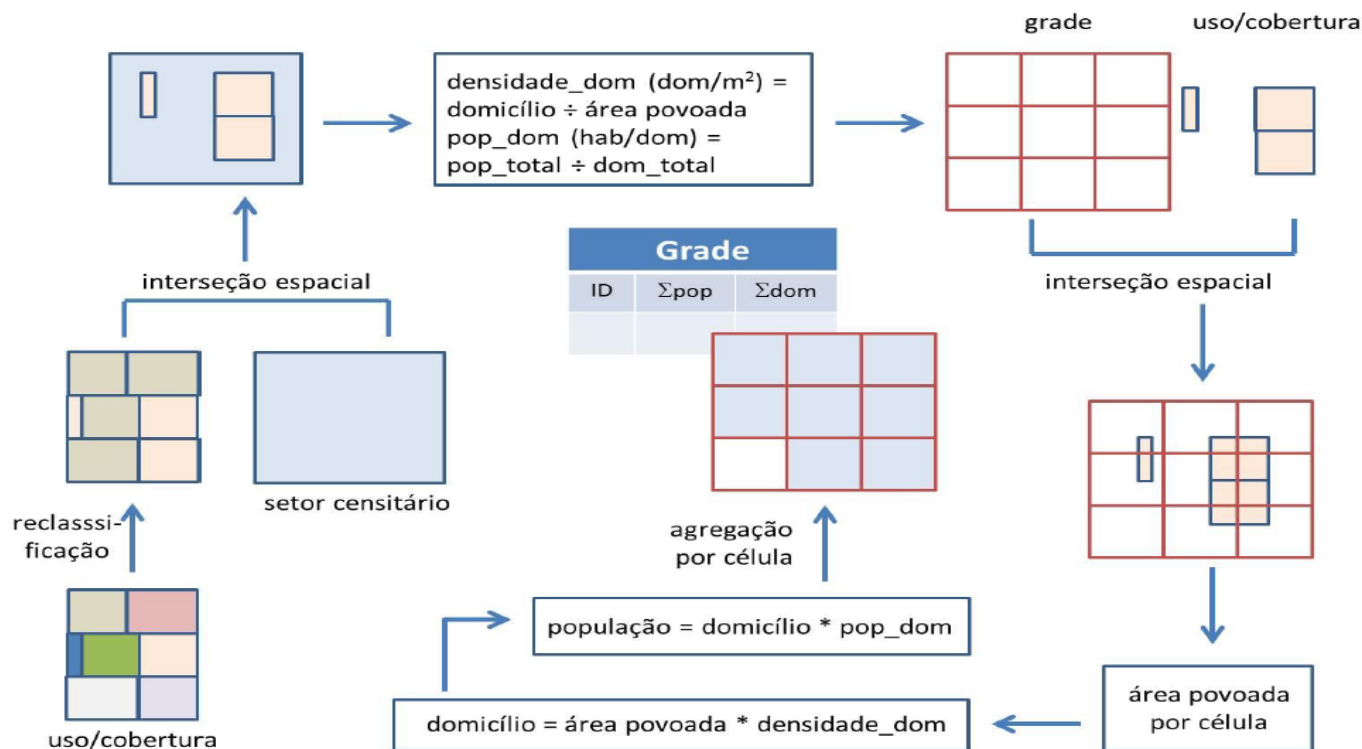 grade
uso/cobertura
densidade_dom (dom/m²) =
domicílio ÷ área povoada
pop_dom (hab/dom) =
pop_total ÷ dom_total
Grade
ID Σpop Σdom
interseção espacial
interseção espacial
setor censitário
reclasssi-
ficação
agregação
por célula
população = domicílio * pop_dom
área povoada
por célula
domicílio = área povoada * densidade_dom
uso/cobertura